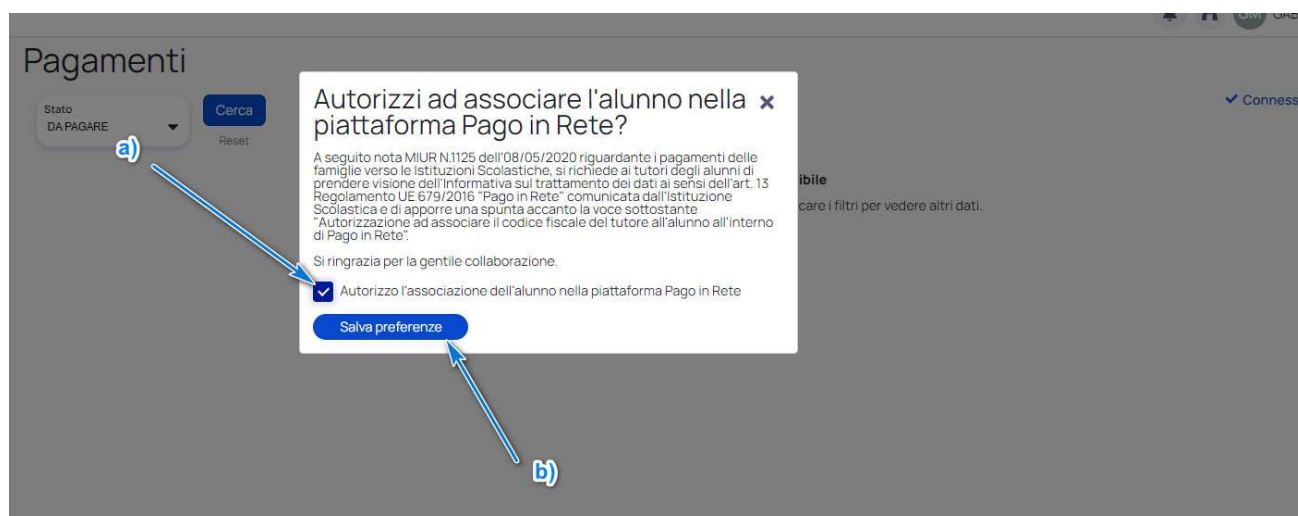 GM
Pagamenti
Stato
DA PAGARE
Cerca
Reset
Conness
a)
Autorizzi ad associare l'alunno nella
piattaforma Pago in Rete?
A seguito nota MIUR N.1125 dell'08/05/2020 riguardante i pagamenti delle
famiglie verso le Istituzioni Scolastiche, si richiede ai tutori degli alunni di
prendere visione dell'Informativa sul trattamento dei dati ai sensi dell'art. 13
Regolamento UE 679/2016 "Pago in Rete" comunicata dall'Istituzione
Scolastica e di apporre una spunta accanto la voce sottostante
"Autorizzazione ad associare il codice fiscale del tutore all'alunno all'interno
di Pago in Rete".
Si ringrazia per la gentile collaborazione.
Autorizzo l'associazione dell'alunno nella piattaforma Pago in Rete
Salva preferenze
ibile
care i filtri per vedere altri dati.
b)